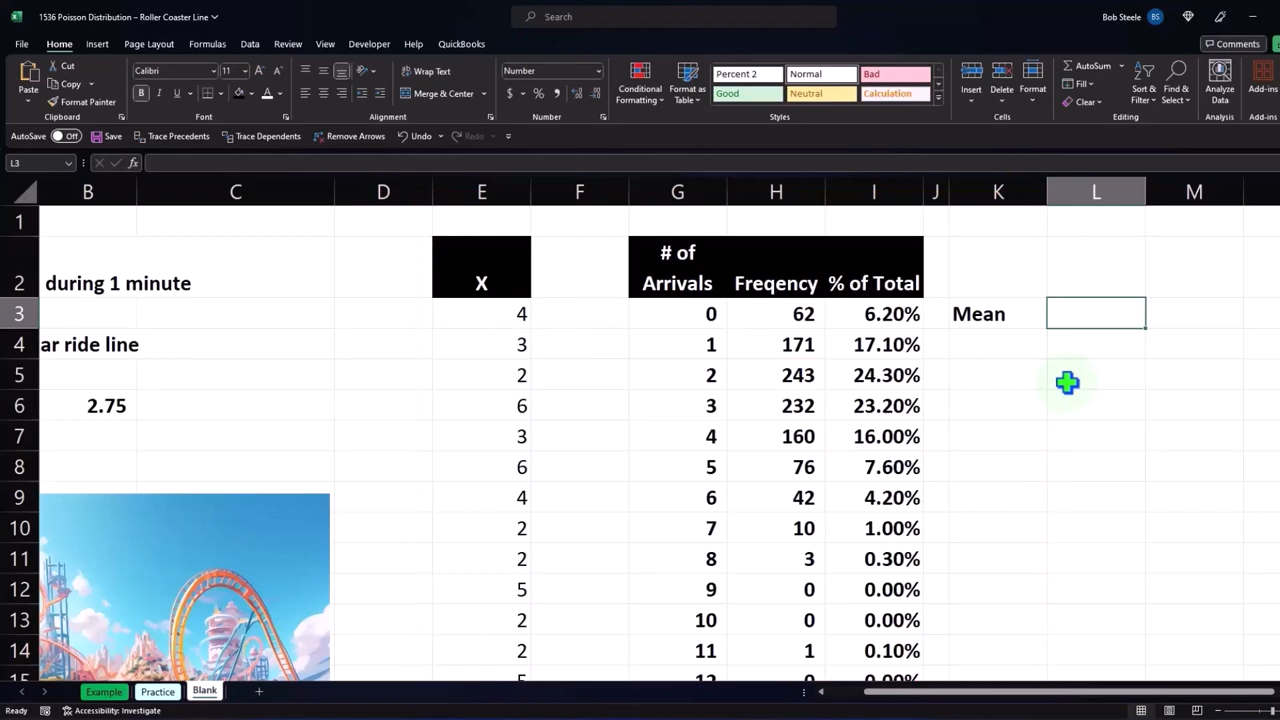 1536 Poisson Distribution – Roller Coaster Line
Search
Bob Steele BS
File Home Insert Page Layout Formulas Data Review View Developer Help QuickBooks Comments
Paste Cut Copy Format Painter Clipboard
Calibri 11 B I U A Font
Wrap Text Merge & Center Alignment
Number $ % Number
Conditional Formatting Format as Table
Percent 2 Normal Bad
Good Neutral Calculation
Styles
Insert Delete Format Cells
AutoSum Fill Clear Sort & Filter Find & Select Editing
Analyze Data Analysis
Add-ins Add-ins
AutoSave Off Save Trace Precedents Trace Dependents Remove Arrows Undo Redo
L3 fx
B C D E F G H I J K L M
1
2 during 1 minute X # of Arrivals Freqency % of Total
3 4 0 62 6.20% Mean
4 ar ride line 3 1 171 17.10%
5 2 2 243 24.30%
6 2.75 6 3 232 23.20%
7 3 4 160 16.00%
8 6 5 76 7.60%
9 4 6 42 4.20%
10 2 7 10 1.00%
11 2 8 3 0.30%
12 5 9 0 0.00%
13 2 10 0 0.00%
14 2 11 1 0.10%
Example Practice Blank
Ready Accessibility: Investigate